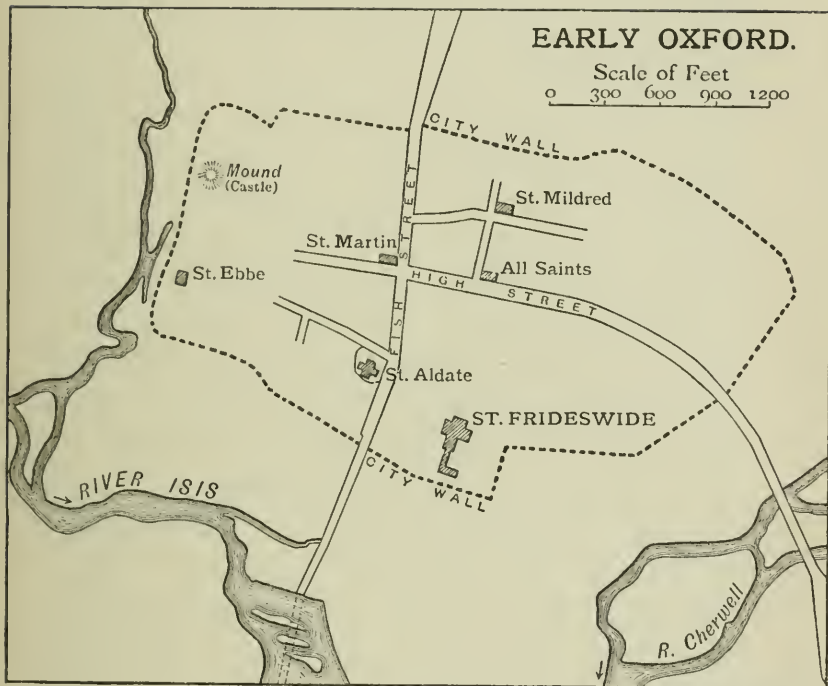 EARLY OXFORD.
Scale of Feet
0 300 600 900 1200
CITY WALL
Mound
(Castle)
St. Mildred
FISH STREET
St. Martin
All Saints
St. Ebbe
HIGH STREET
St. Aldate
ST. FRIDESWIDE
CITY WALL
→RIVER ISIS
R. Cherwell